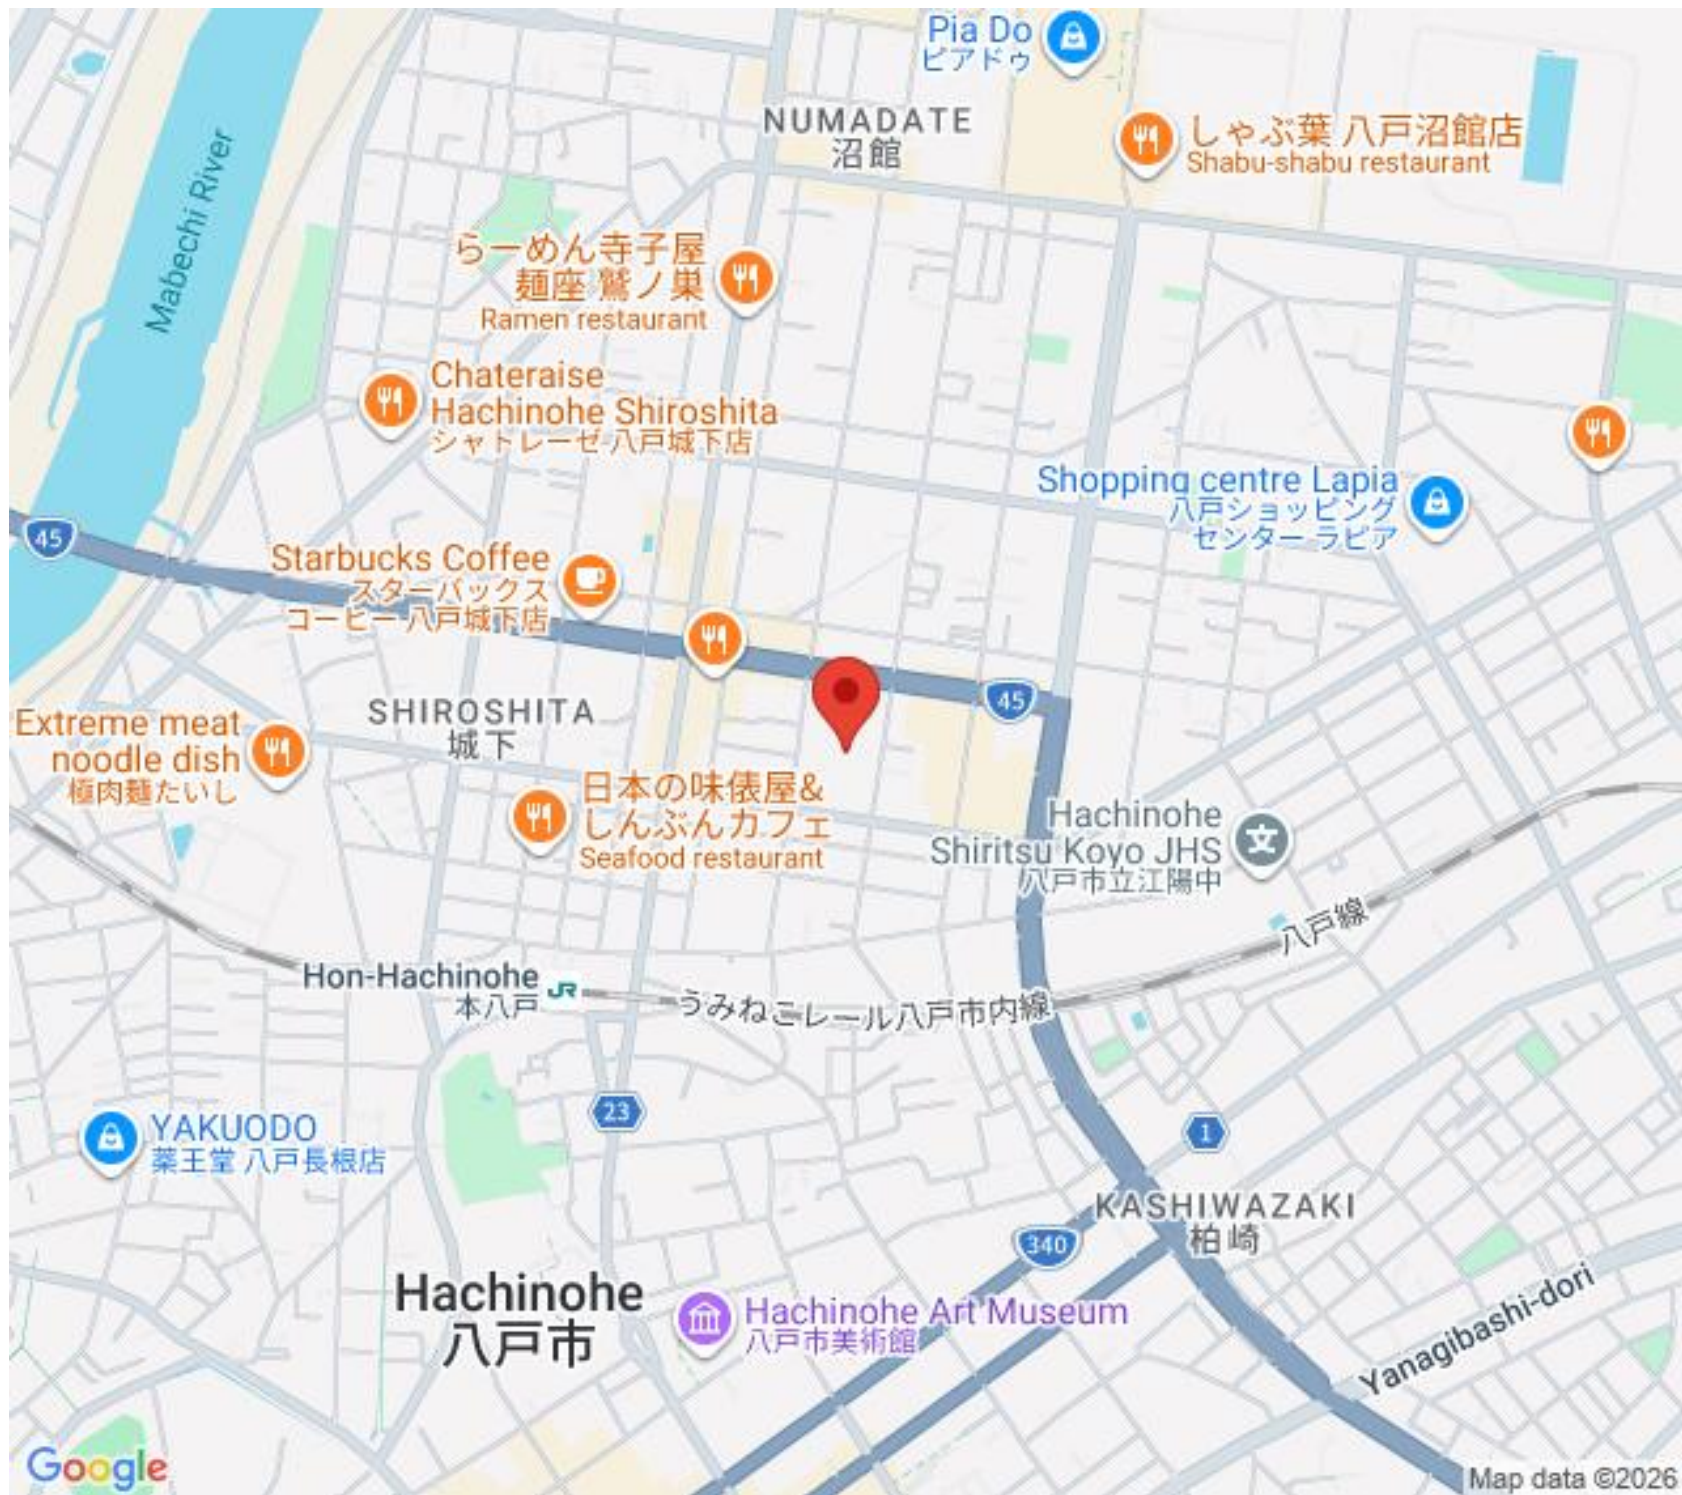 Pia Do
ピアドゥ
NUMADATE
沼館
しゃぶ葉 八戸沼館店
Shabu-shabu restaurant
Mabechi River
らーめん寺子屋
麺座 鷲ノ巣
Ramen restaurant
Chateraise
Hachinohe Shiroshita
シャトレーゼ 八戸城下店
Shopping centre Lapia
八戸ショッピング
センター ラピア
45
Starbucks Coffee
スターバックス
コーヒー 八戸城下店
45
SHIROSHITA
城下
Extreme meat
noodle dish
極肉麺たいし
日本の味俵屋&
しんぶんカフェ
Seafood restaurant
Hachinohe
Shiritsu Koyo JHS
八戸市立江陽中
文
八戸線
Hon-Hachinohe
本八戸
JR
うみねこレール八戸市内線
23
1
YAKUODO
薬王堂 八戸長根店
KASHIWAZAKI
柏崎
340
Hachinohe
八戸市
Hachinohe Art Museum
八戸市美術館
Yanagibashi-dori
Google
Map data ©2026